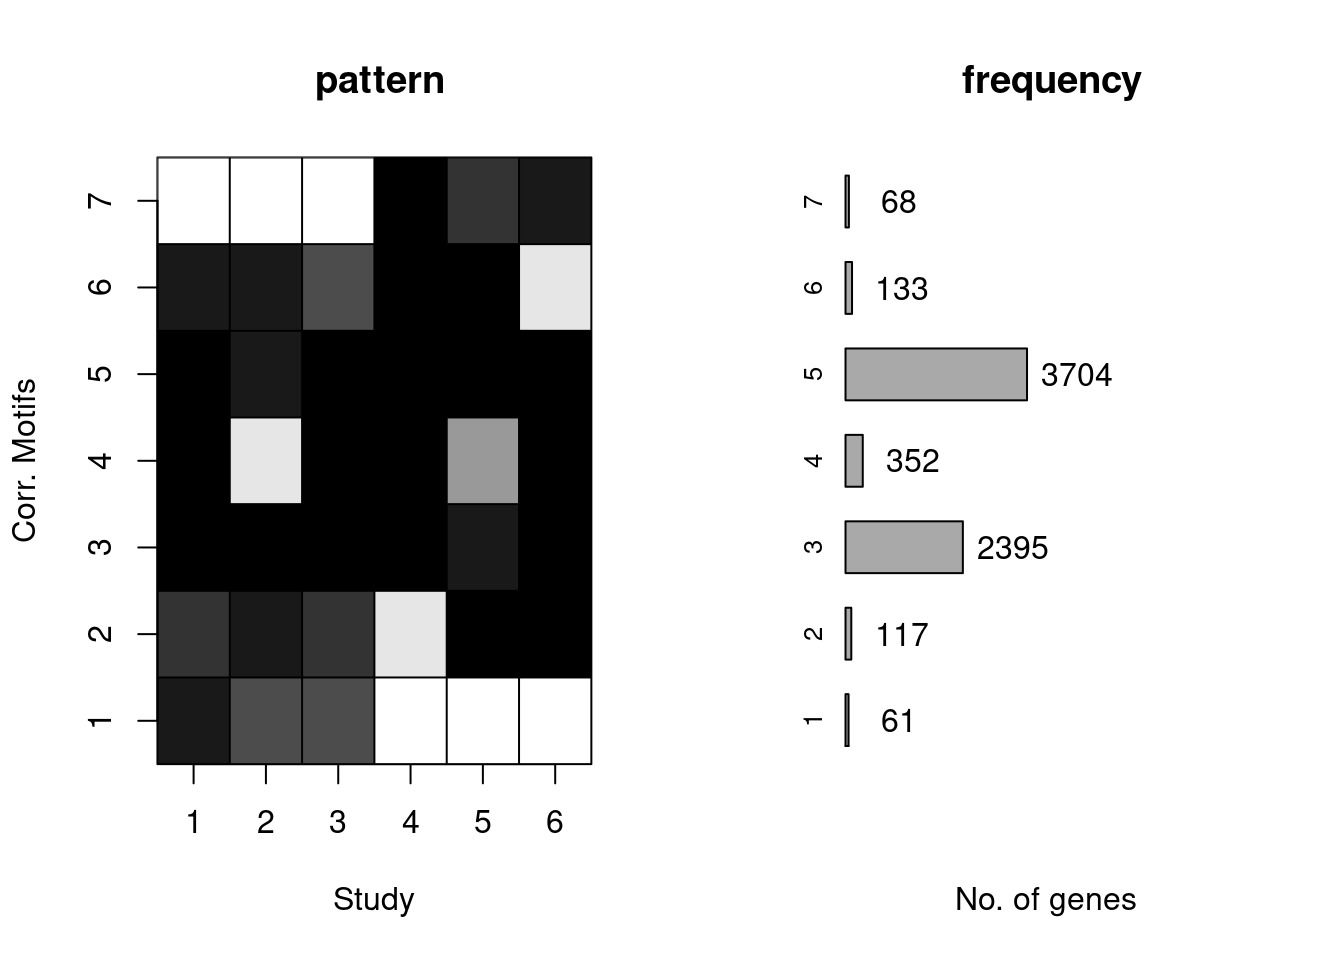 pattern
7
6
5
4
3
2
1
Corr. Motifs
1 2 3 4 5 6
Study
frequency
7 68
6 133
5 3704
4 352
3 2395
2 117
1 61
No. of genes